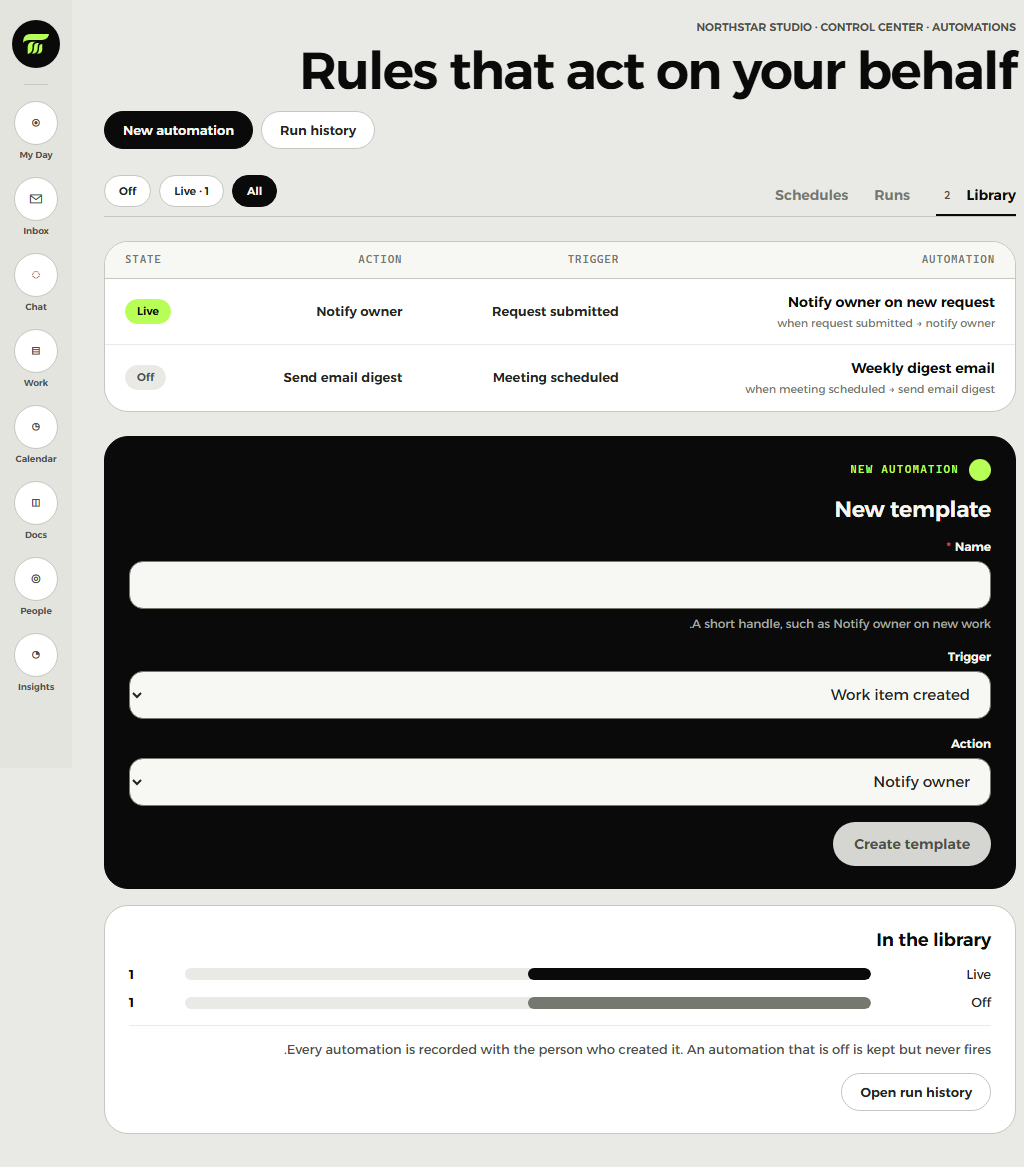 My Day
Inbox
Chat
Work
Calendar
Docs
People
Insights
NORTHSTAR STUDIO · CONTROL CENTER · AUTOMATIONS
Rules that act on your behalf
New automation
Run history
Library 2
Runs
Schedules
All
Live · 1
Off
AUTOMATION TRIGGER ACTION STATE
Notify owner on new request
when request submitted → notify owner
Request submitted
Notify owner
Live
Weekly digest email
when meeting scheduled → send email digest
Meeting scheduled
Send email digest
Off
NEW AUTOMATION
New template
Name *
.A short handle, such as Notify owner on new work
Trigger
Work item created
Action
Notify owner
Create template
In the library
Live 1
Off 1
.Every automation is recorded with the person who created it. An automation that is off is kept but never fires
Open run history